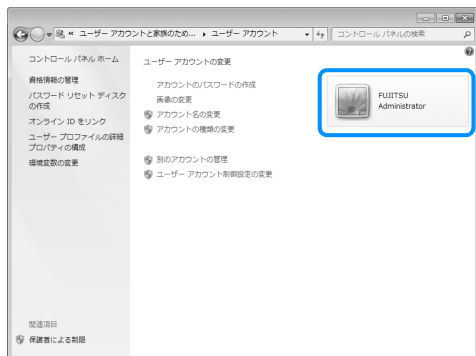 « ユーザー アカウントと家族のため... ▸ ユーザー アカウント
コントロール パネルの検索
コントロール パネル ホーム
資格情報の管理
パスワード リセット ディスク
の作成
オンライン ID をリンク
ユーザー プロファイルの詳細
プロパティの構成
環境変数の変更
ユーザー アカウントの変更
アカウントのパスワードの作成
画像の変更
アカウント名の変更
アカウントの種類の変更
別のアカウントの管理
ユーザー アカウント制御設定の変更
FUJITSU
Administrator
関連項目
保護者による制限